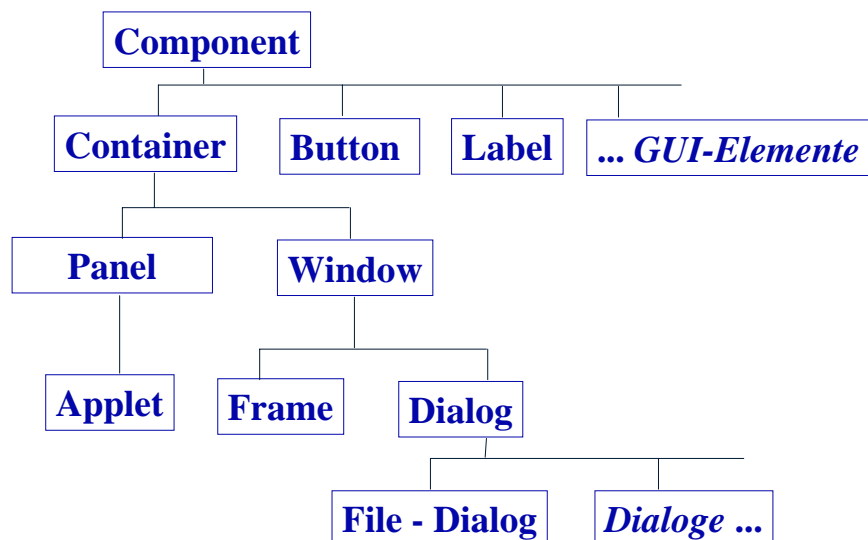 Component
Container
Button
Label
... GUI-Elemente
Panel
Window
Applet
Frame
Dialog
File - Dialog
Dialoge ...